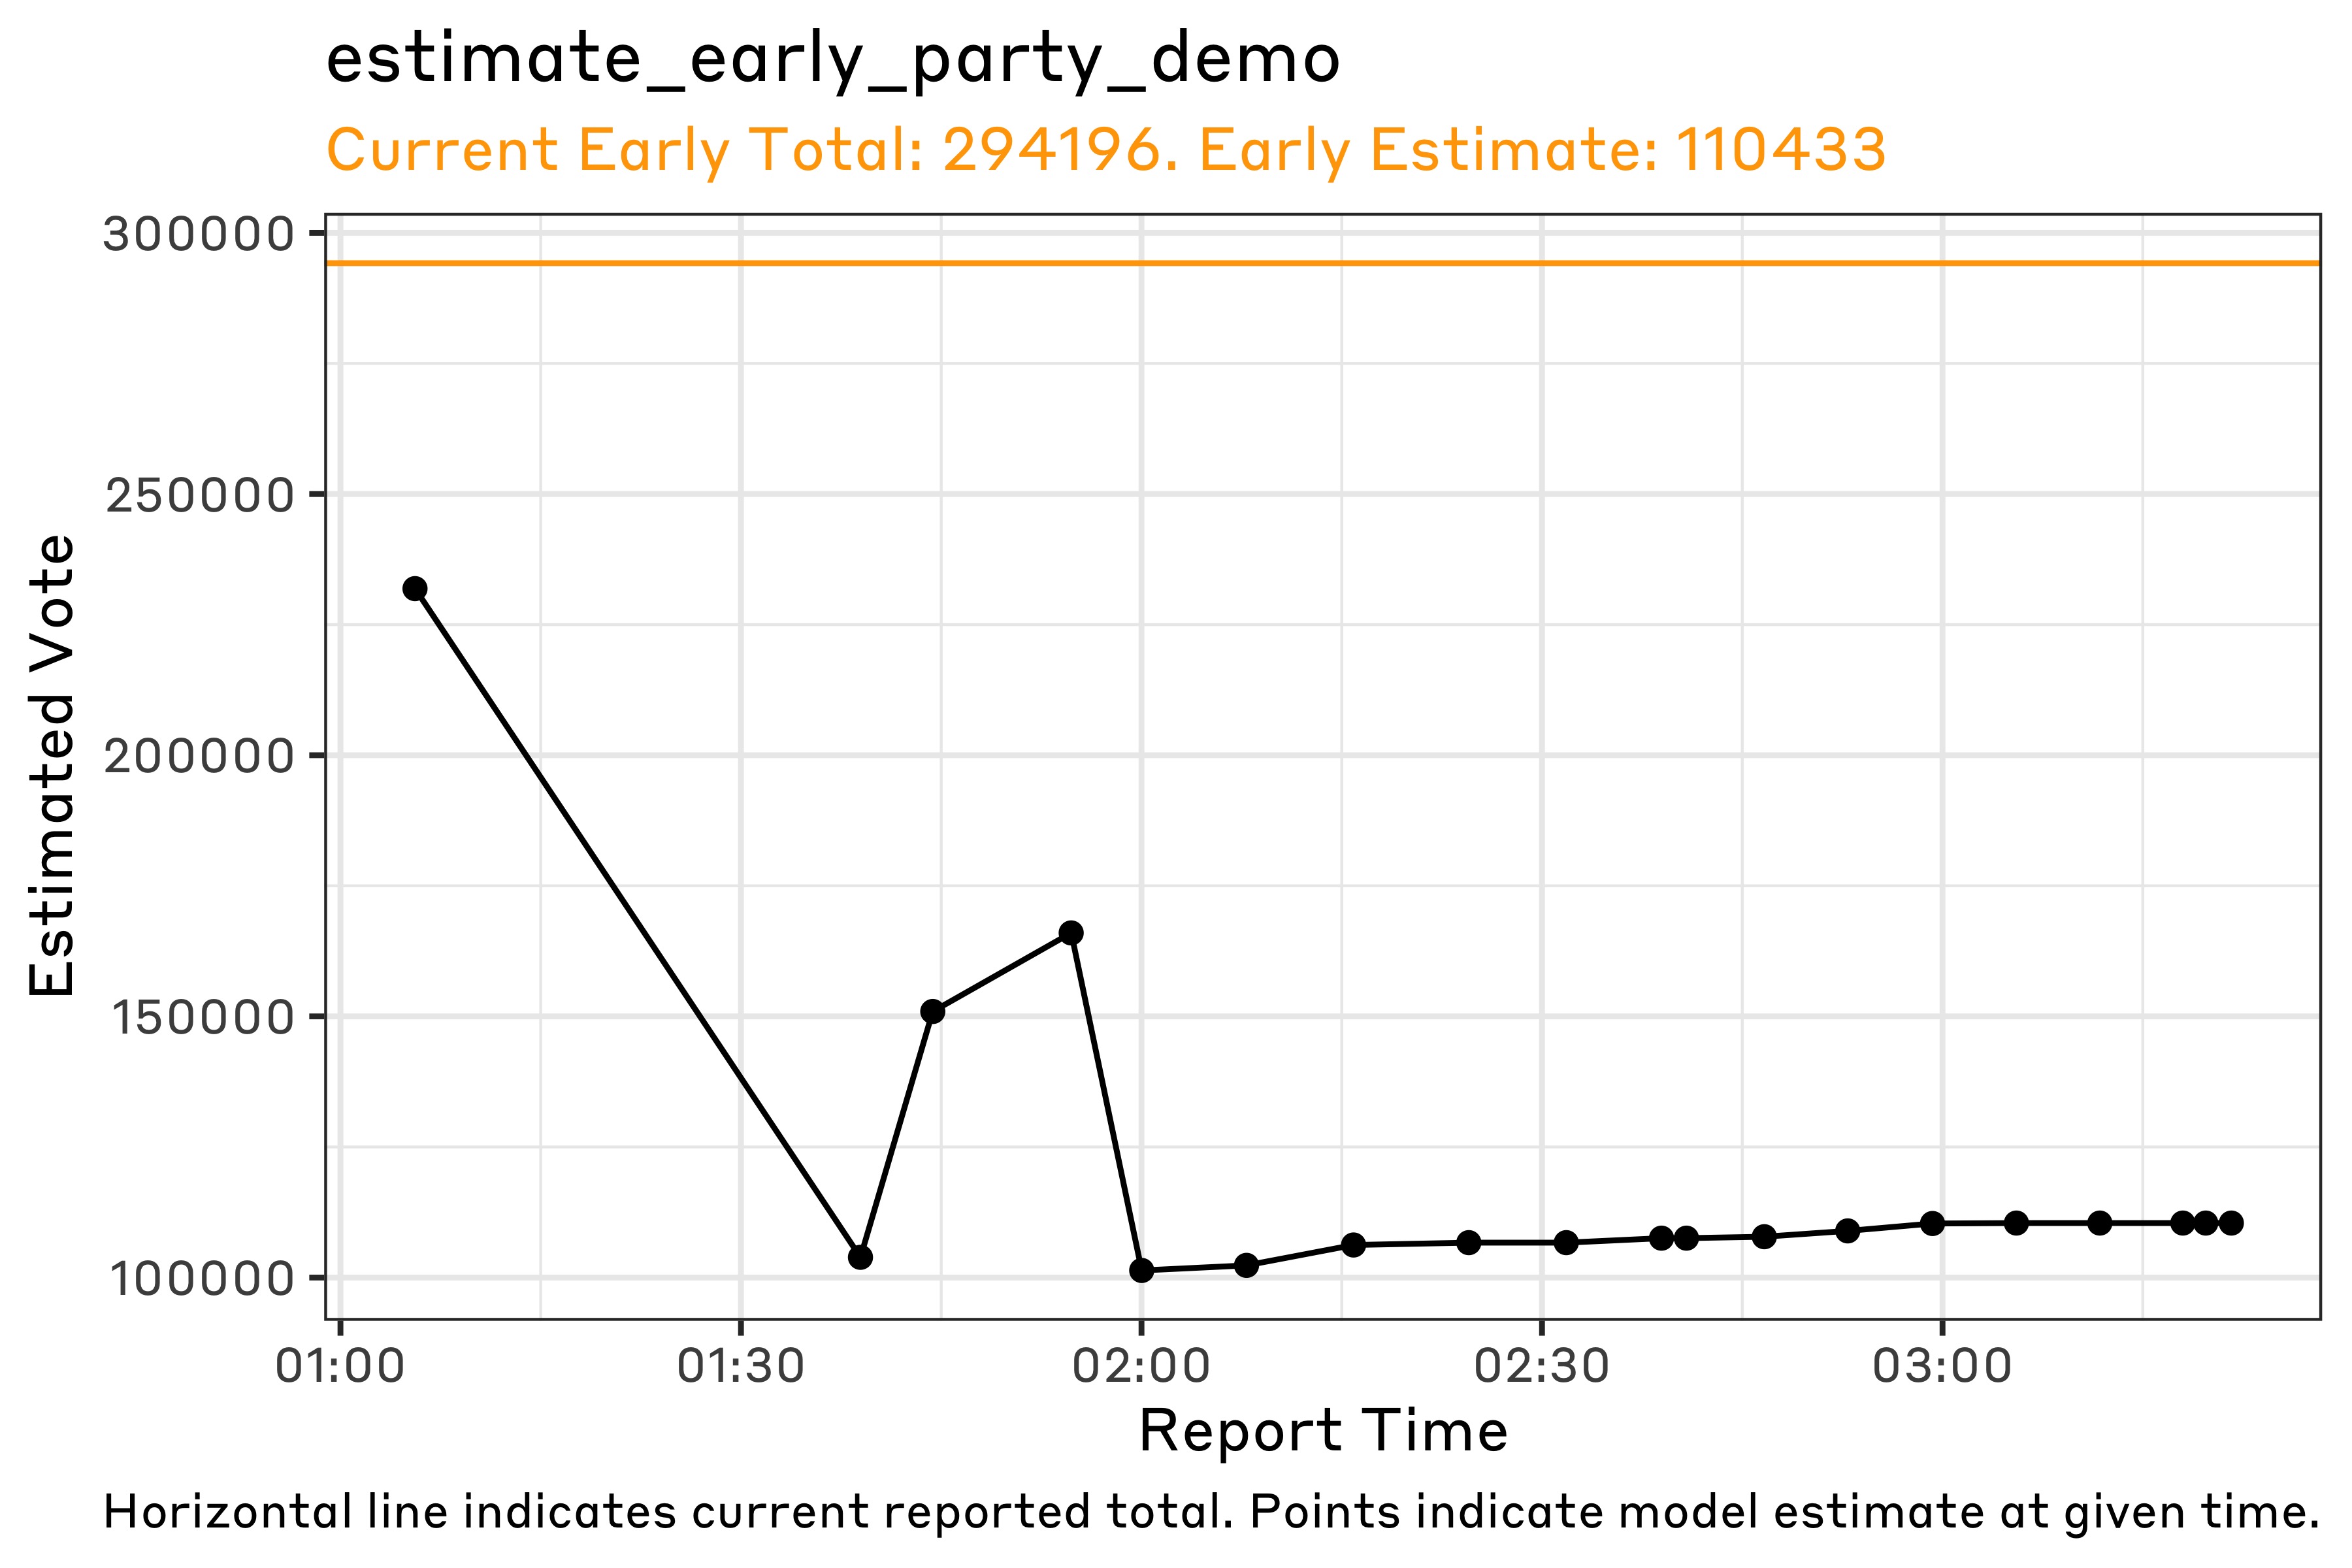 estimate_early_party_demo
Current Early Total: 294196. Early Estimate: 110433
300000
250000
200000
150000
100000
Estimated Vote
01:00 01:30 02:00 02:30 03:00
Report Time
Horizontal line indicates current reported total. Points indicate model estimate at given time.